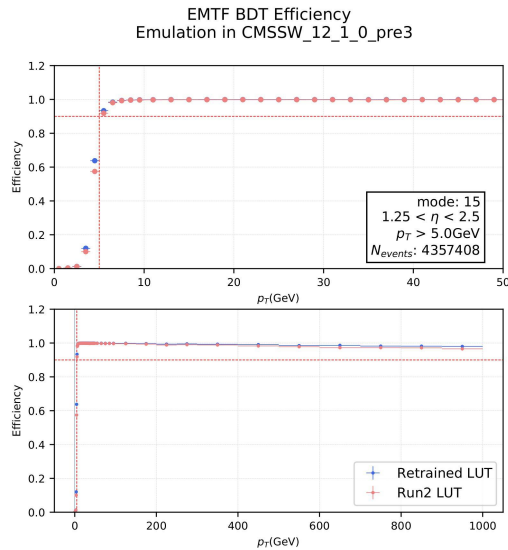 EMTF BDT Efficiency
Emulation in CMSSW_12_1_0_pre3
1.2
1.0
0.8
0.6
0.4
0.2
0.0
Efficiency
mode: 15
1.25 < η < 2.5
p_T > 5.0GeV
N_events: 4357408
0
10
20
30
40
50
p_T(GeV)
1.2
1.0
0.8
0.6
0.4
0.2
0.0
Efficiency
Retrained LUT
Run2 LUT
0
200
400
600
800
1000
p_T(GeV)